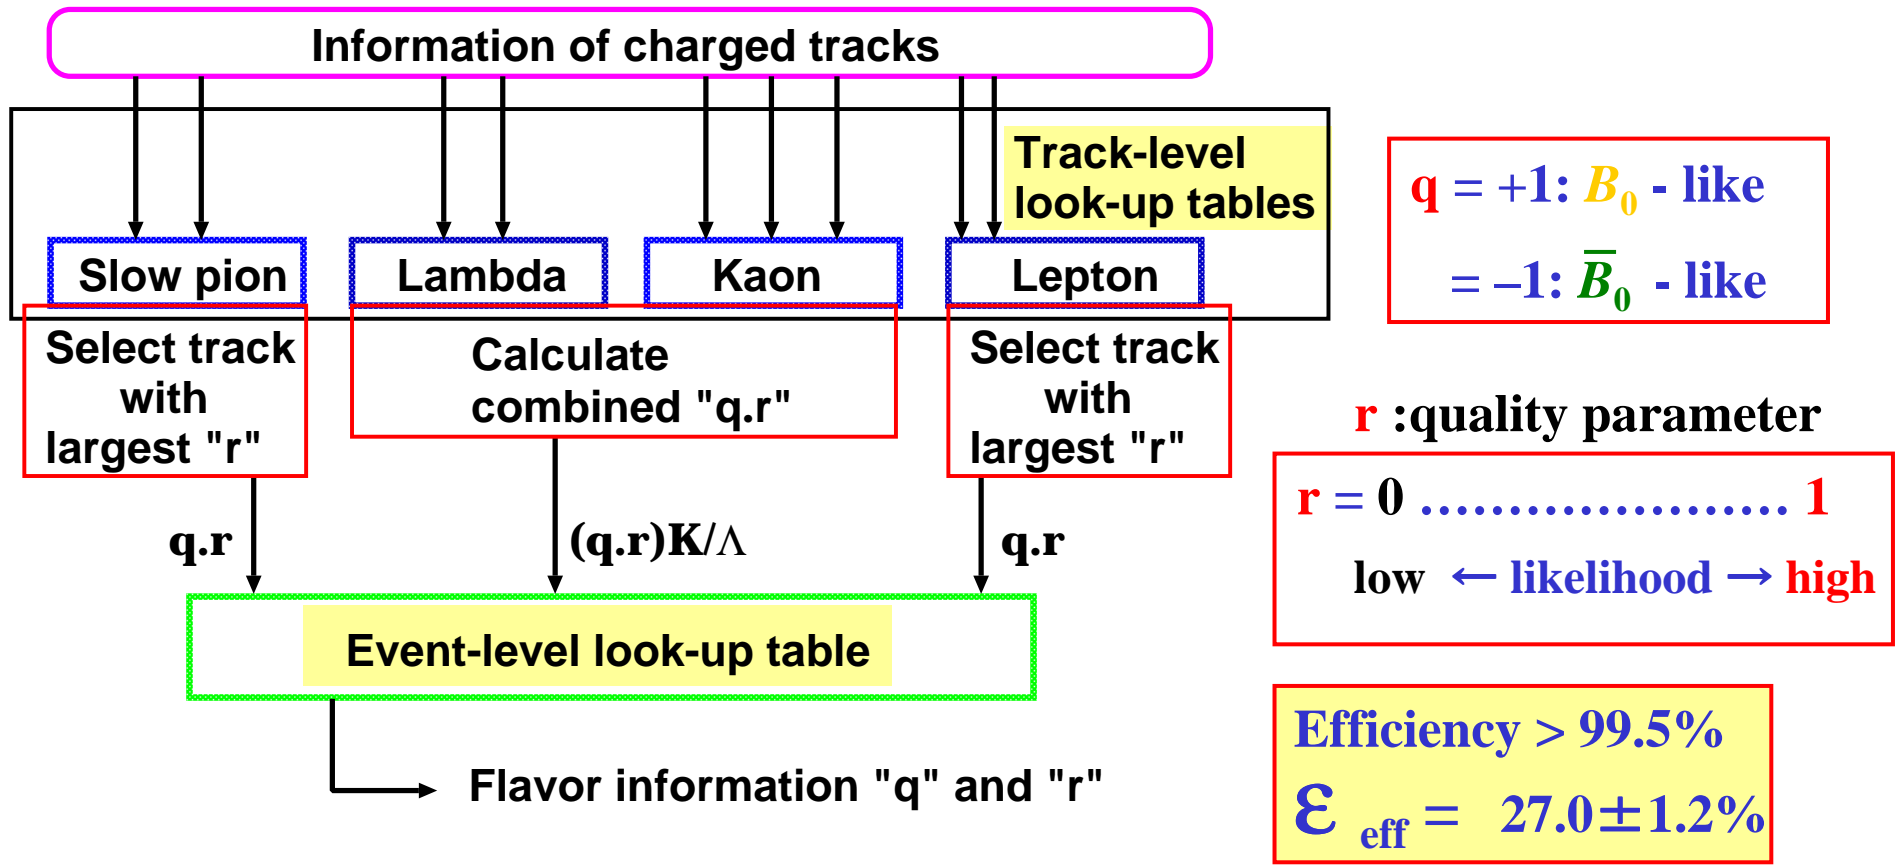 Information of charged tracks
Track-level
look-up tables
Slow pion
Lambda
Kaon
Lepton
Select track
with
largest "r"
Calculate
combined "q.r"
Select track
with
largest "r"
q.r
(q.r)K/Λ
q.r
Event-level look-up table
Flavor information "q" and "r"
q = +1: B₀ - like
= –1: B̅₀ - like
r :quality parameter
r = 0 ..................... 1
low ← likelihood → high
Efficiency > 99.5%
ε eff = 27.0±1.2%